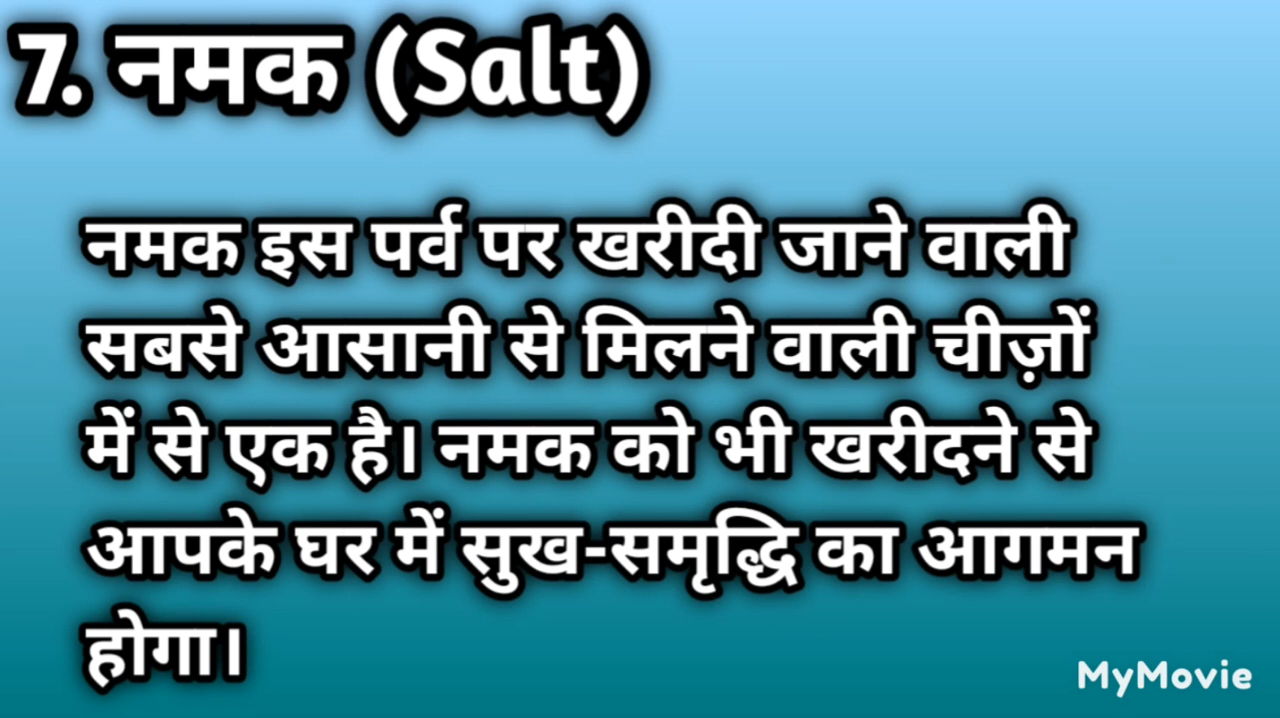 7. नमक (Salt)
नमक इस पर्व पर खरीदी जाने वाली
सबसे आसानी से मिलने वाली चीज़ों
में से एक है। नमक को भी खरीदने से
आपके घर में सुख-समृद्धि का आगमन
होगा।
MyMovie